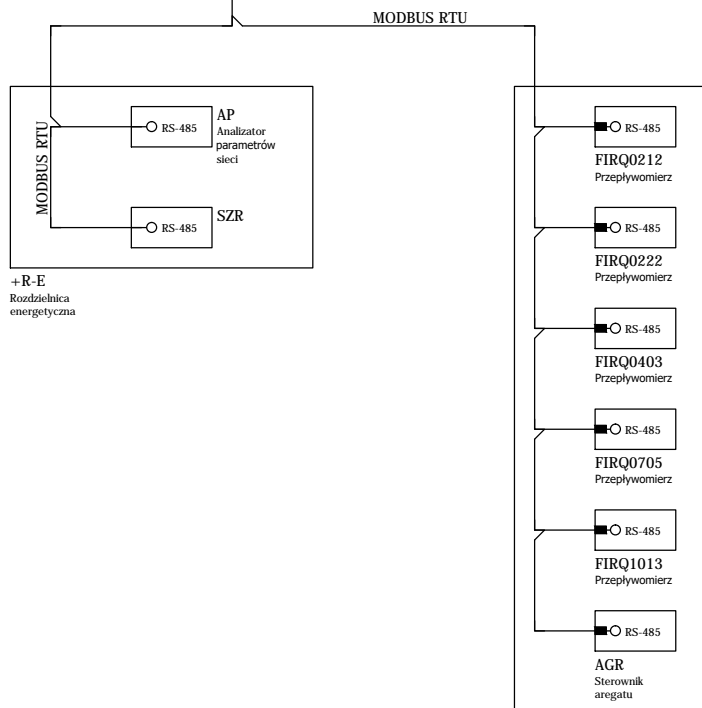 MODBUS RTU
MODBUS RTU
RS-485
AP
Analizator
parametrów
sieci
RS-485
SZR
+R-E
Rozdzielnica
energetyczna
RS-485
FIRQ0212
Przepływomierz
RS-485
FIRQ0222
Przepływomierz
RS-485
FIRQ0403
Przepływomierz
RS-485
FIRQ0705
Przepływomierz
RS-485
FIRQ1013
Przepływomierz
RS-485
AGR
Sterownik
aregatu